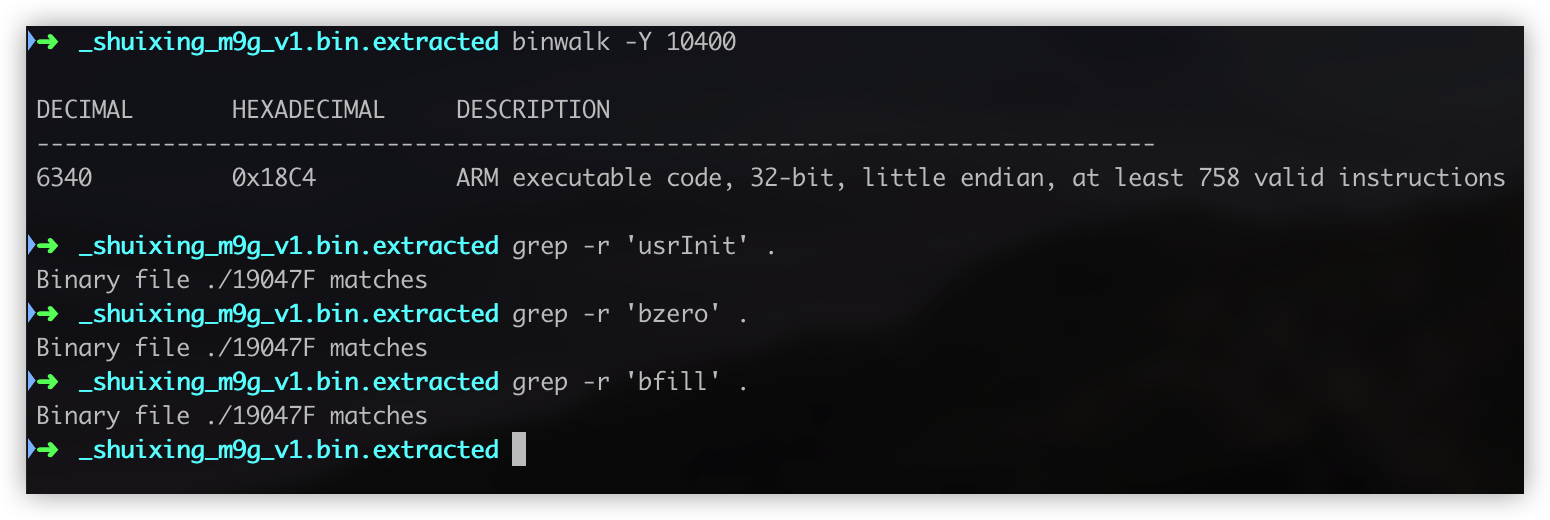 ➜ _shuixing_m9g_v1.bin.extracted binwalk -Y 10400
DECIMAL HEXADECIMAL DESCRIPTION
--------------------------------------------------------------------------------
6340 0x18C4 ARM executable code, 32-bit, little endian, at least 758 valid instructions
➜ _shuixing_m9g_v1.bin.extracted grep -r 'usrInit' .
Binary file ./19047F matches
➜ _shuixing_m9g_v1.bin.extracted grep -r 'bzero' .
Binary file ./19047F matches
➜ _shuixing_m9g_v1.bin.extracted grep -r 'bfill' .
Binary file ./19047F matches
➜ _shuixing_m9g_v1.bin.extracted